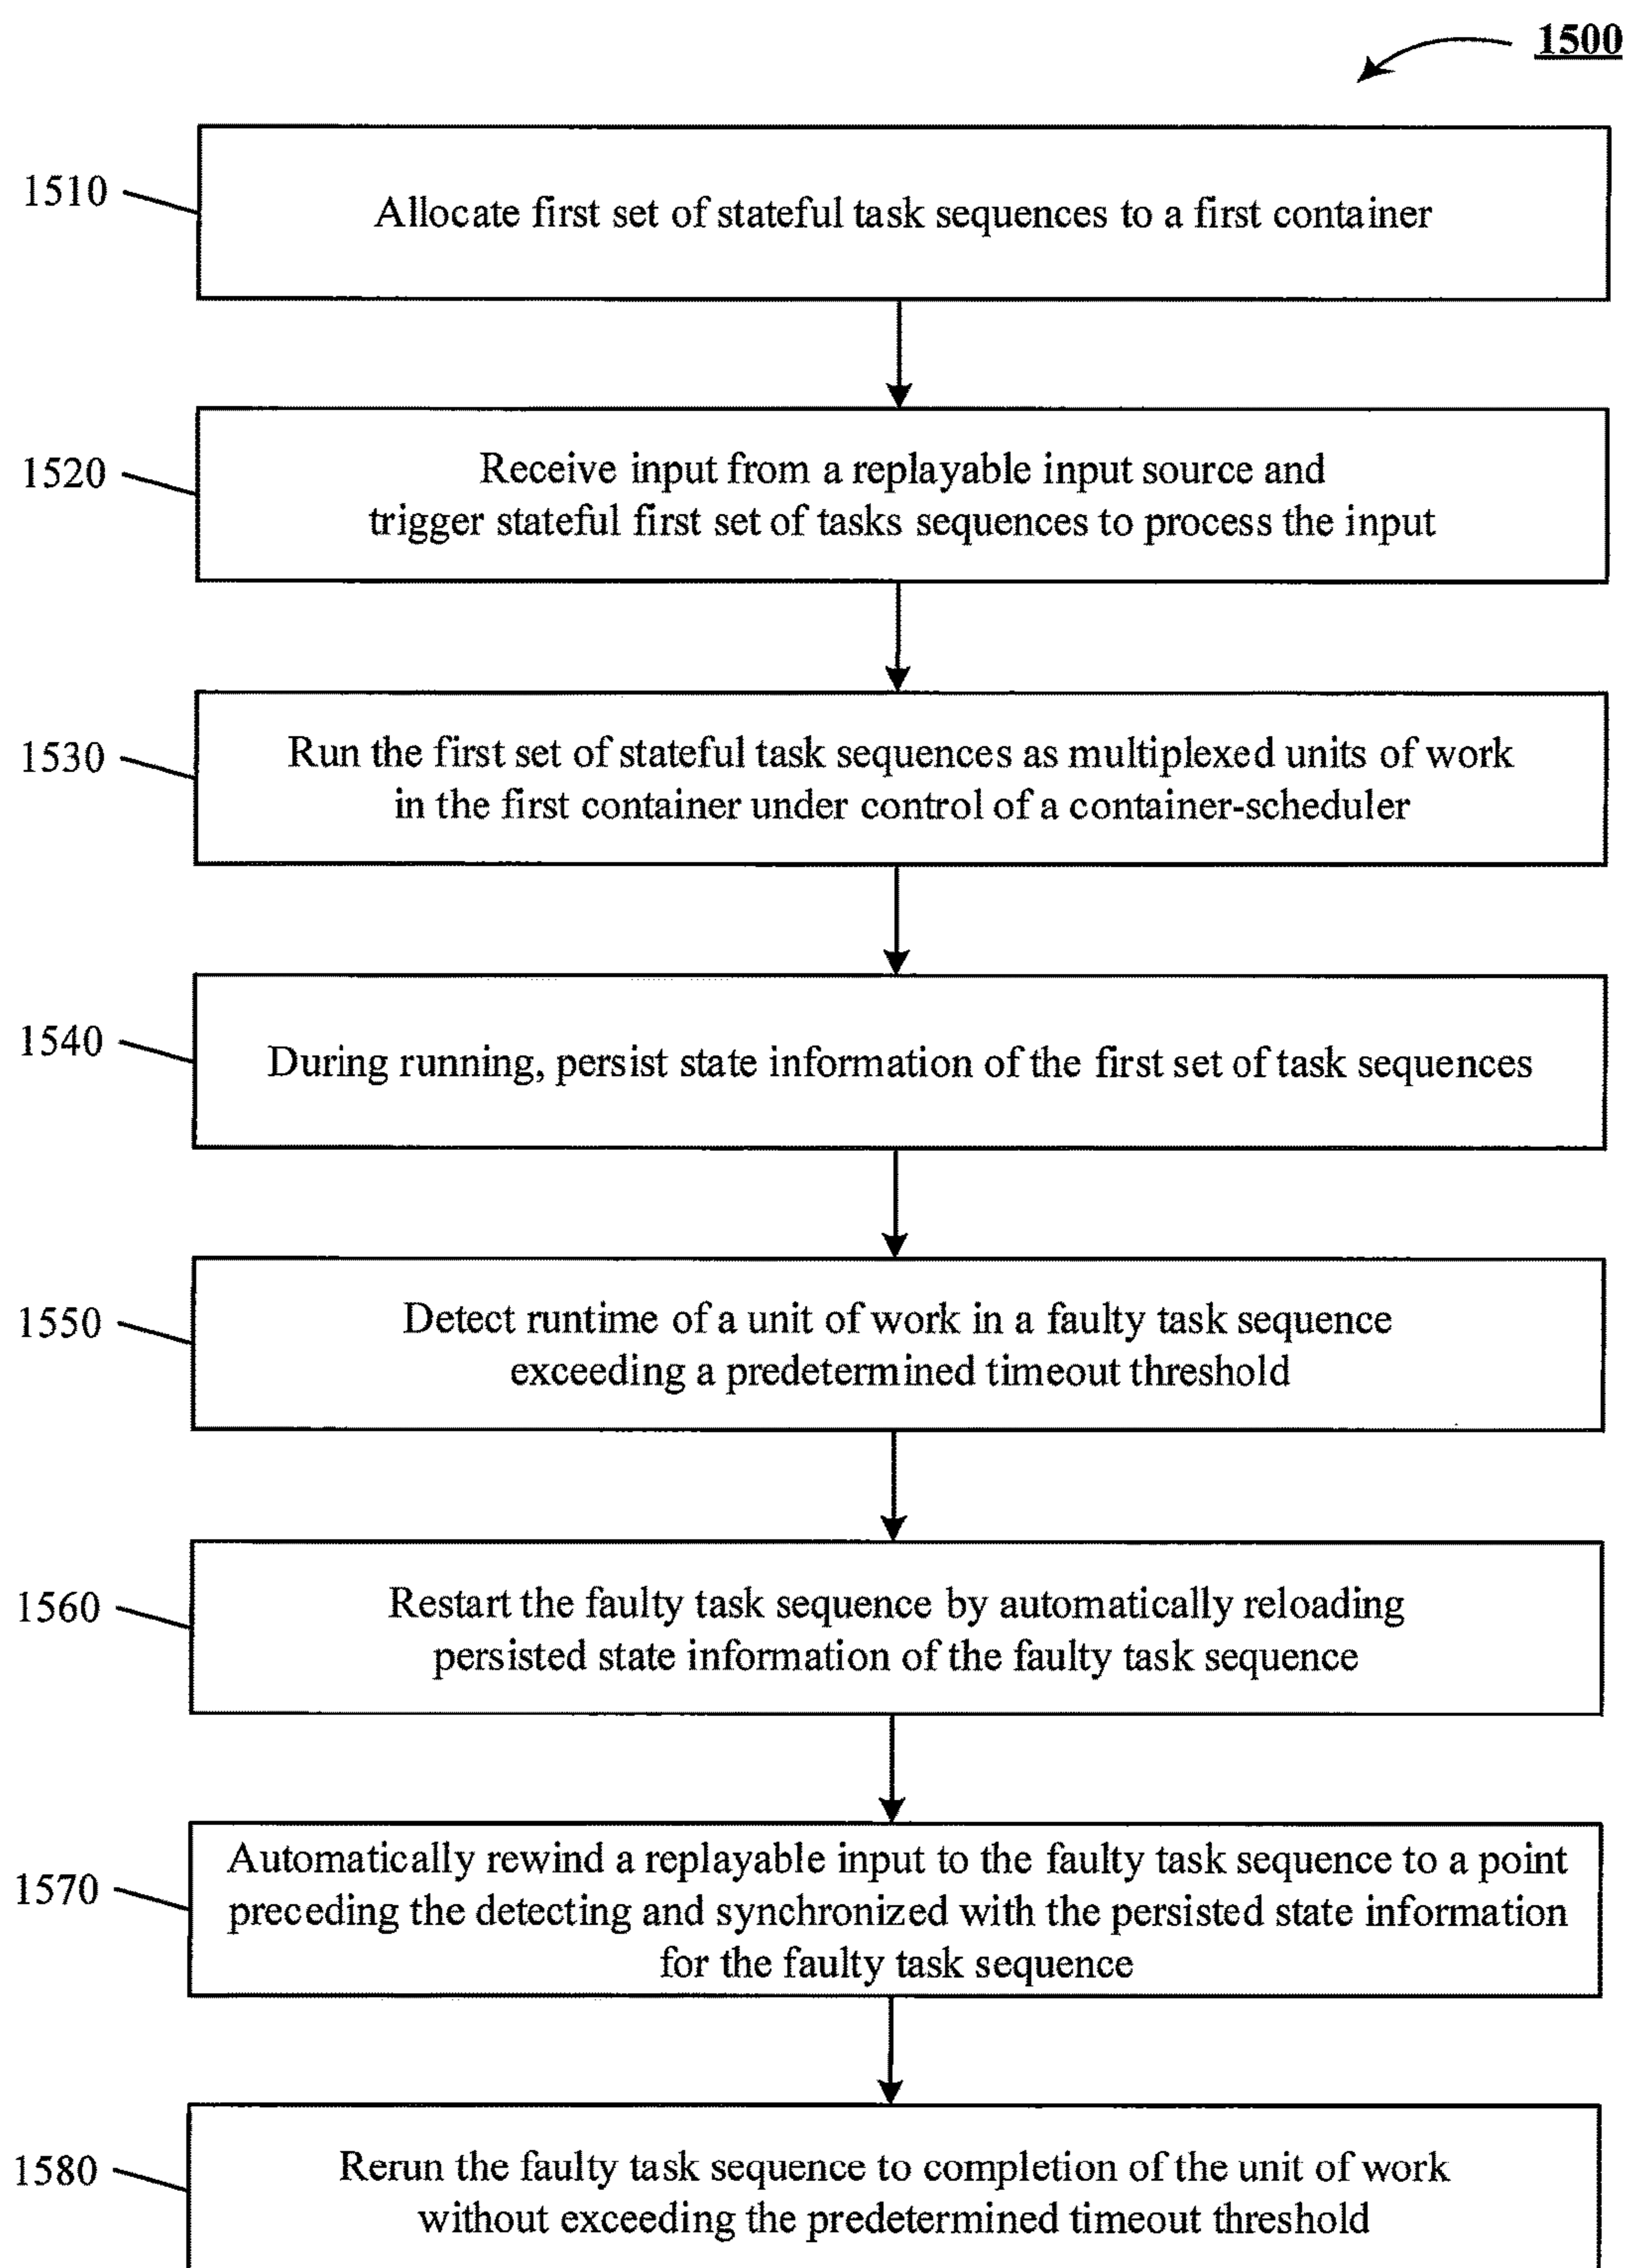 1500
1510
Allocate first set of stateful task sequences to a first container
1520
Receive input from a replayable input source and
trigger stateful first set of tasks sequences to process the input
1530
Run the first set of stateful task sequences as multiplexed units of work
in the first container under control of a container-scheduler
1540
During running, persist state information of the first set of task sequences
1550
Detect runtime of a unit of work in a faulty task sequence
exceeding a predetermined timeout threshold
1560
Restart the faulty task sequence by automatically reloading
persisted state information of the faulty task sequence
1570
Automatically rewind a replayable input to the faulty task sequence to a point
preceding the detecting and synchronized with the persisted state information
for the faulty task sequence
1580
Rerun the faulty task sequence to completion of the unit of work
without exceeding the predetermined timeout threshold